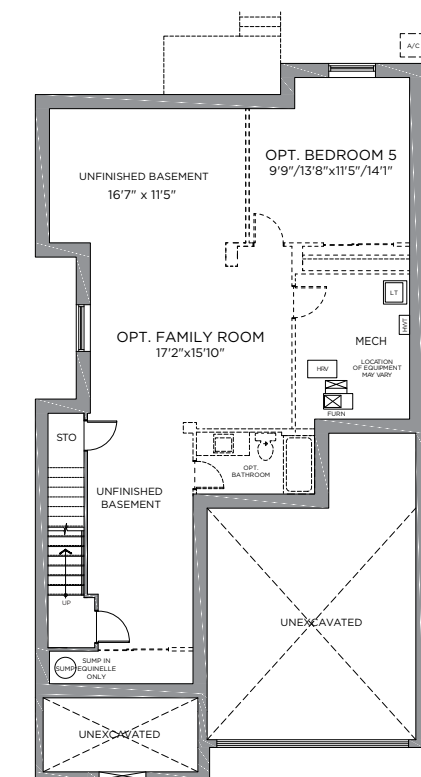 A/C
OPT. BEDROOM 5
9'9"/13'8"x11'5"/14'1"
UNFINISHED BASEMENT
16'7" x 11'5"
LT
HWT
OPT. FAMILY ROOM
17'2"x15'10"
MECH
LOCATION
OF EQUIPMENT
MAY VARY
HRV
FURN
STO
OPT.
BATHROOM
UNFINISHED
BASEMENT
UP
UNEXCAVATED
SUMP
SUMP IN
EQUINELLE
ONLY
UNEXCAVATED